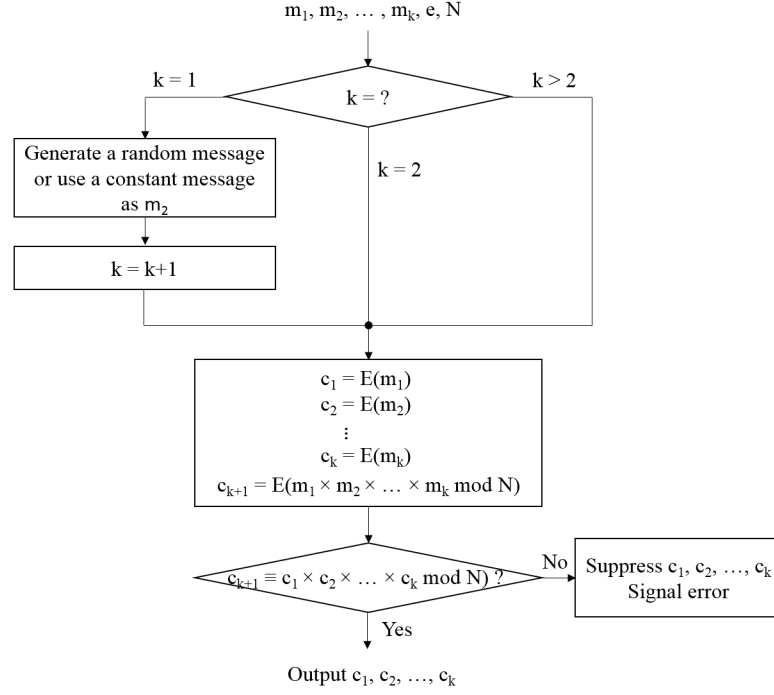 m₁, m₂, … , mₖ, e, N
k = 1
k = ?
k > 2
Generate a random message
or use a constant message
as m₂
k = 2
k = k+1
c₁ = E(m₁)
c₂ = E(m₂)
⋮
cₖ = E(mₖ)
cₖ₊₁ = E(m₁ × m₂ × … × mₖ mod N)
cₖ₊₁ ≡ c₁ × c₂ × … × cₖ mod N) ?
No
Suppress c₁, c₂, …, cₖ
Signal error
Yes
Output c₁, c₂, …, cₖ